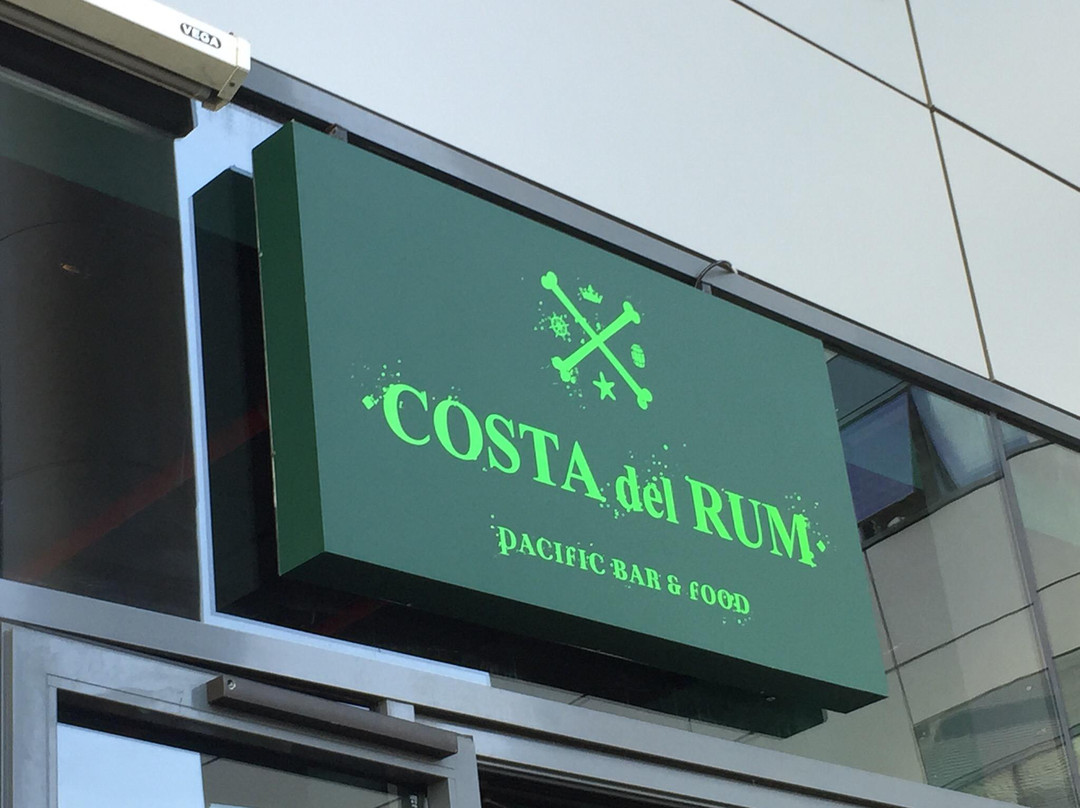 VEGA
COSTA del RUM
PACIFIC BAR & FOOD